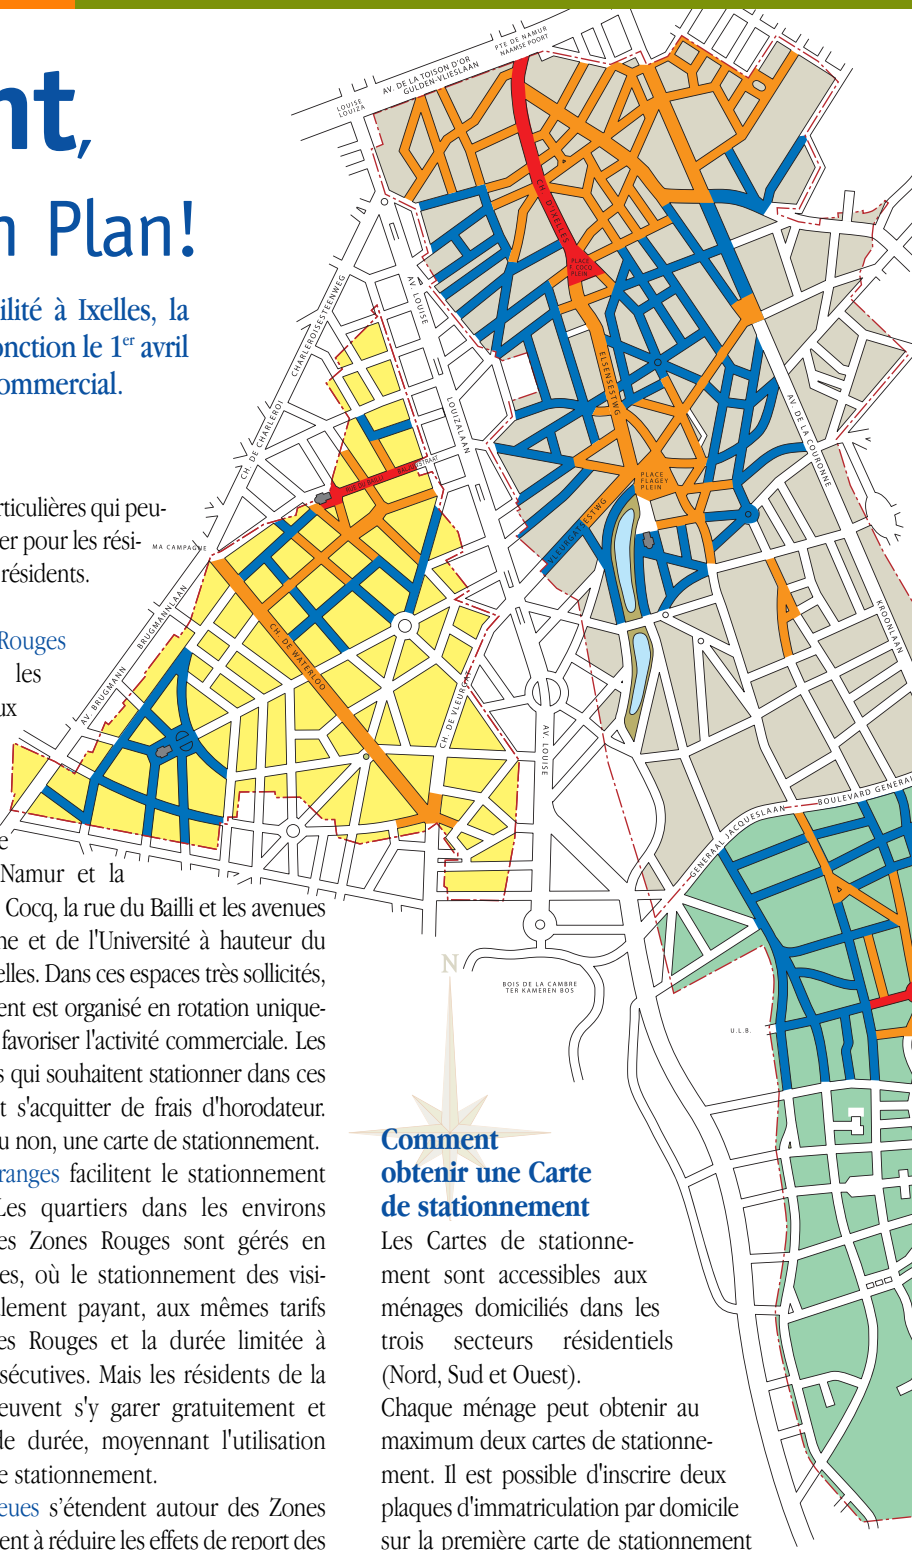 nt,
n Plan!
ilité à Ixelles, la
onction le 1er avril
ommercial.
rticulières qui peu-
er pour les rési-
résidents.
Rouges
les
ux
e
Namur et la
Cocq, la rue du Bailli et les avenues
ne et de l'Université à hauteur du
elles. Dans ces espaces très sollicités,
ent est organisé en rotation unique-
favoriser l'activité commerciale. Les
s qui souhaitent stationner dans ces
t s'acquitter de frais d'horodateur.
u non, une carte de stationnement.
ranges facilitent le stationnement
Les quartiers dans les environs
es Zones Rouges sont gérés en
es, où le stationnement des visi-
lement payant, aux mêmes tarifs
es Rouges et la durée limitée à
sécutives. Mais les résidents de la
euvent s'y garer gratuitement et
de durée, moyennant l'utilisation
e stationnement.
eues s'étendent autour des Zones
ent à réduire les effets de report des
Comment
obtenir une Carte
de stationnement
Les Cartes de stationne-
ment sont accessibles aux
ménages domiciliés dans les
trois secteurs résidentiels
(Nord, Sud et Ouest).
Chaque ménage peut obtenir au
maximum deux cartes de stationne-
ment. Il est possible d'inscrire deux
plaques d'immatriculation par domicile
sur la première carte de stationnement
PTE DE NAMUR
NAAMSE POORT
AV. DE LA TOISON D'OR
GULDEN-VLIESLAAN
LOUISE
LOUIZA
CH. D'IXELLES
PLACE
F. COCQ
PLEIN
CHARLEROISESTEENWEG
AV. LOUISE
ELSENSESTWG
CH. DE CHARLEROI
LOUIZALAAN
AV. DE LA COURONNE
RUE DU BAILLI
BALJUWSTRAAT
PLACE
FLAGEY
PLEIN
VLEURGATSESTWG
MA CAMPAGNE
BRUGMANNLAAN
CH. DE WATERLOO
KROONLAAN
AV. BRUGMANN
CH. DE VLEURGAT
AV. LOUISE
GENERAAL JACQUESLAAN
BOULEVARD GENERA
N
BOIS DE LA CAMBRE
TER KAMEREN BOS
U.L.B.